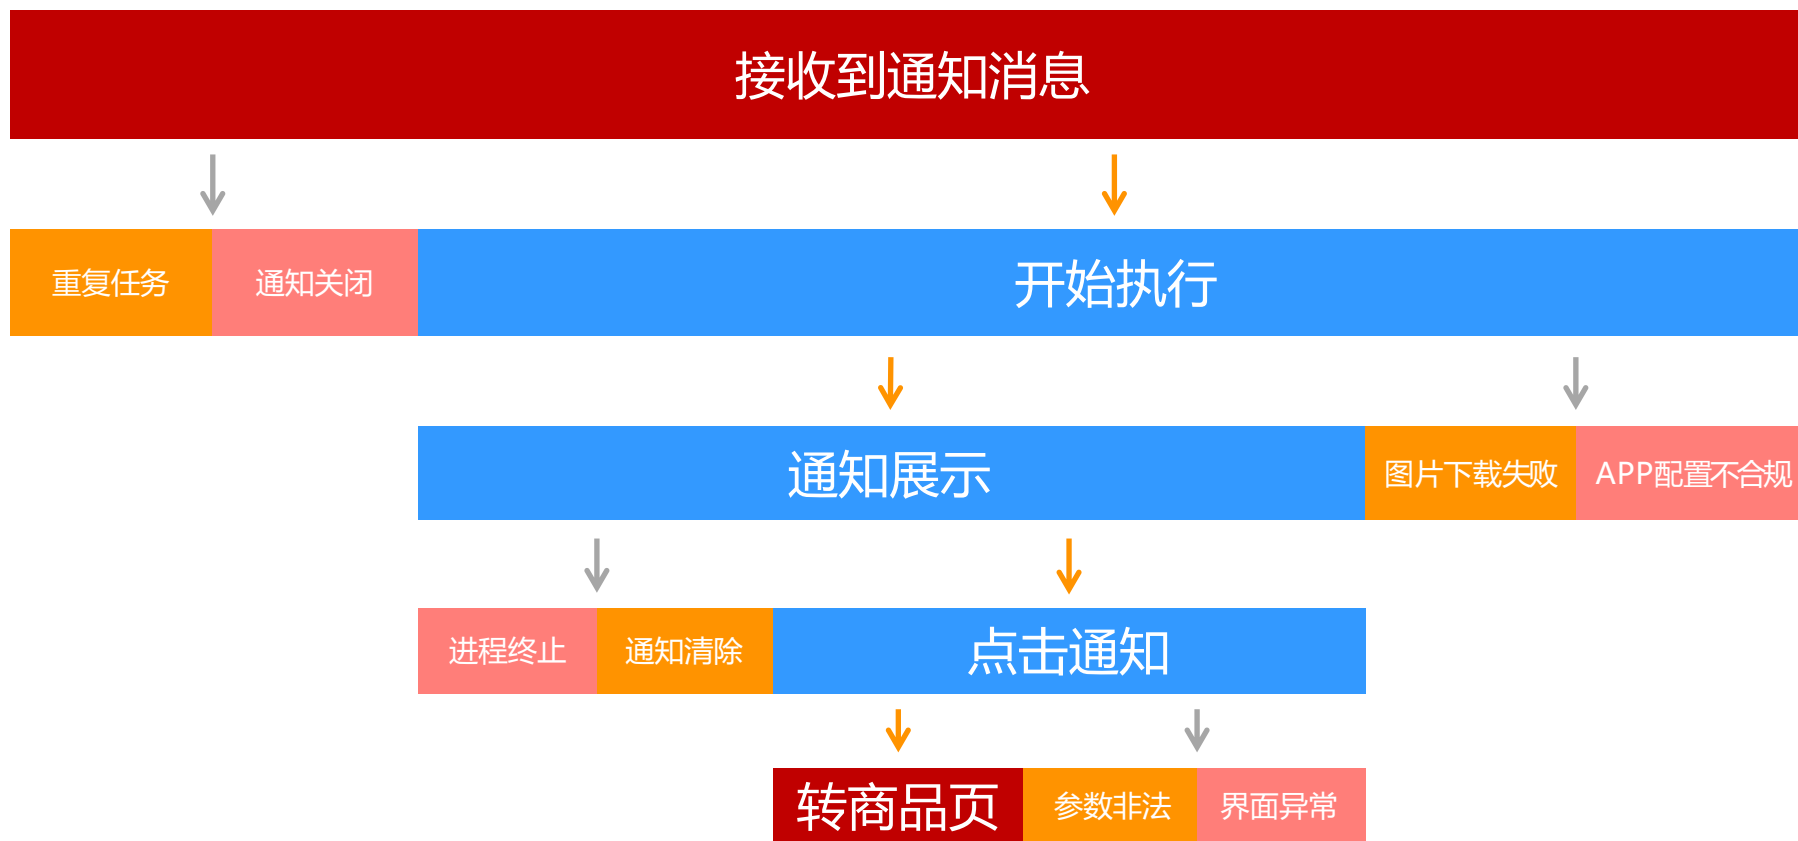 接收到通知消息
重复任务
通知关闭
开始执行
通知展示
图片下载失败
APP配置不合规
进程终止
通知清除
点击通知
转商品页
参数非法
界面异常